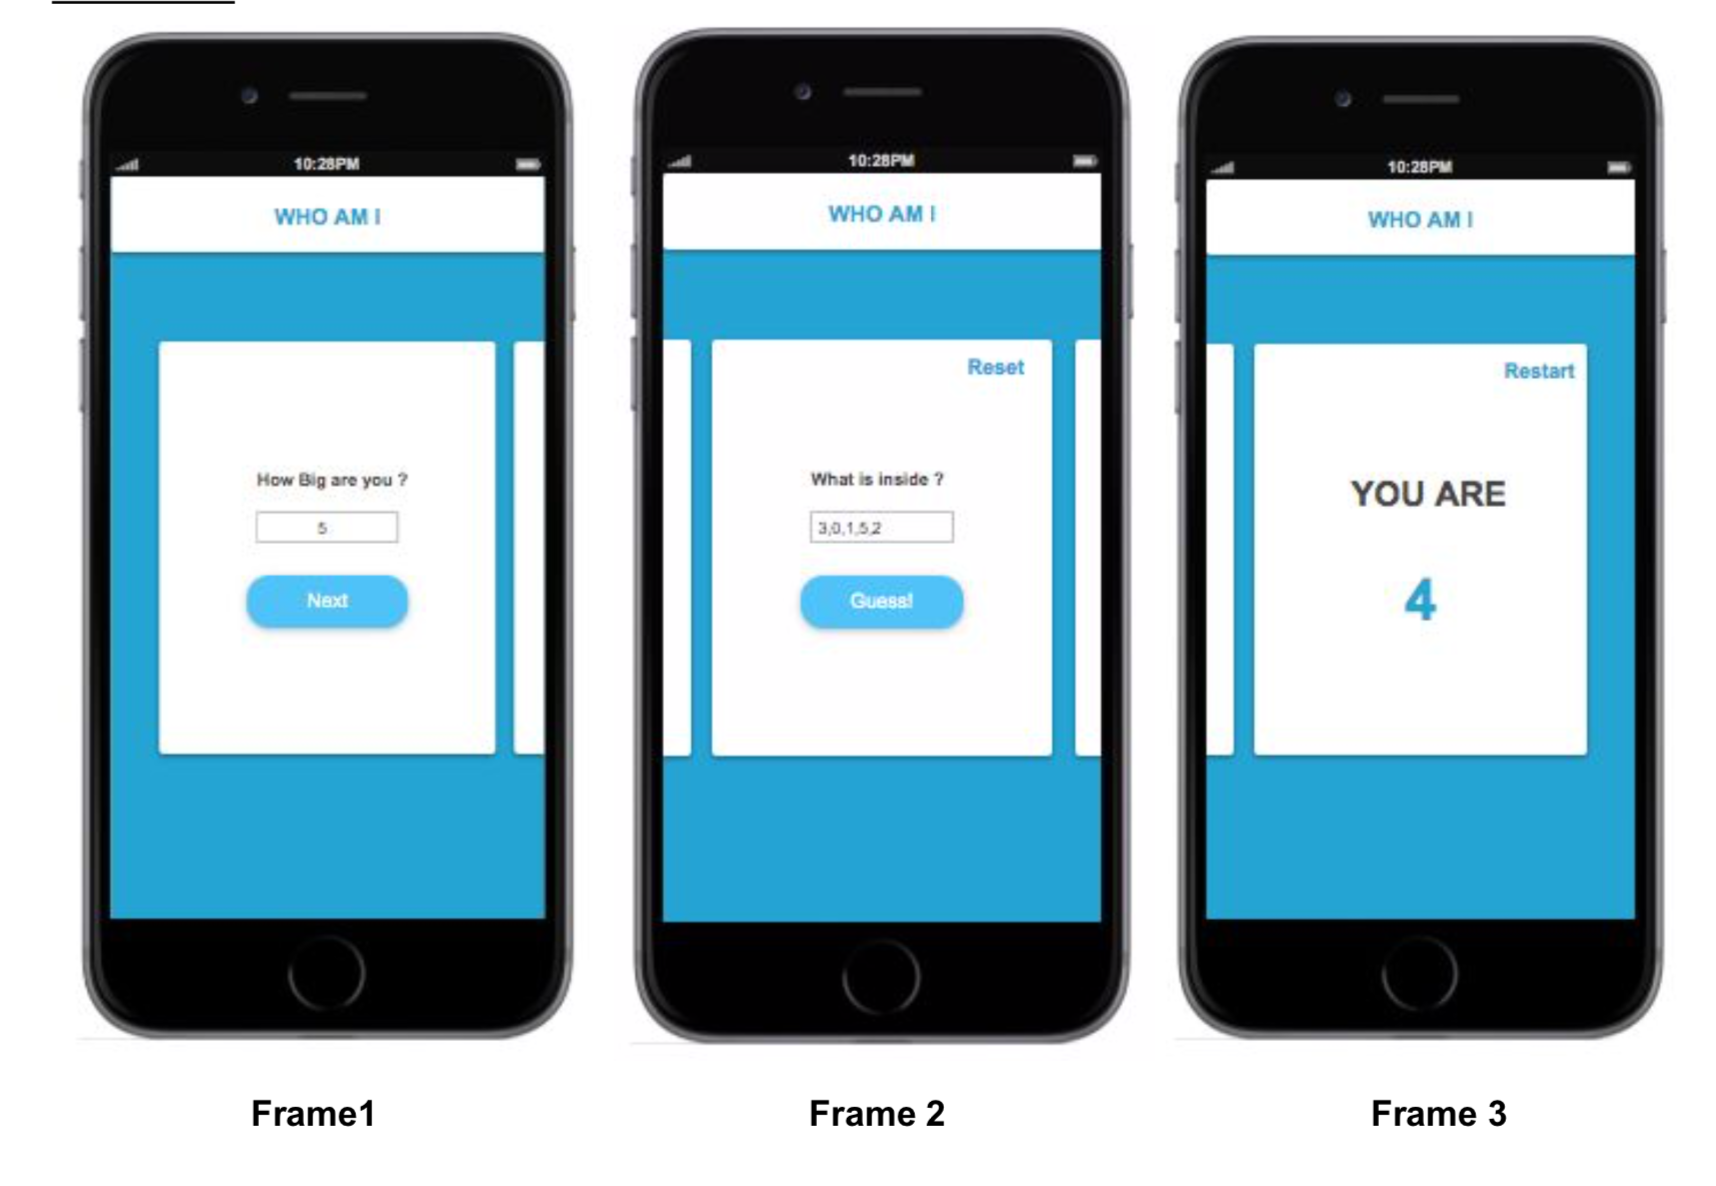 10:28PM
WHO AM I
How Big are you ?
5
Next
Frame1
10:28PM
WHO AM I
Reset
What is inside ?
3,0,1,5,2
Guess!
Frame 2
10:28PM
WHO AM I
Restart
YOU ARE
4
Frame 3